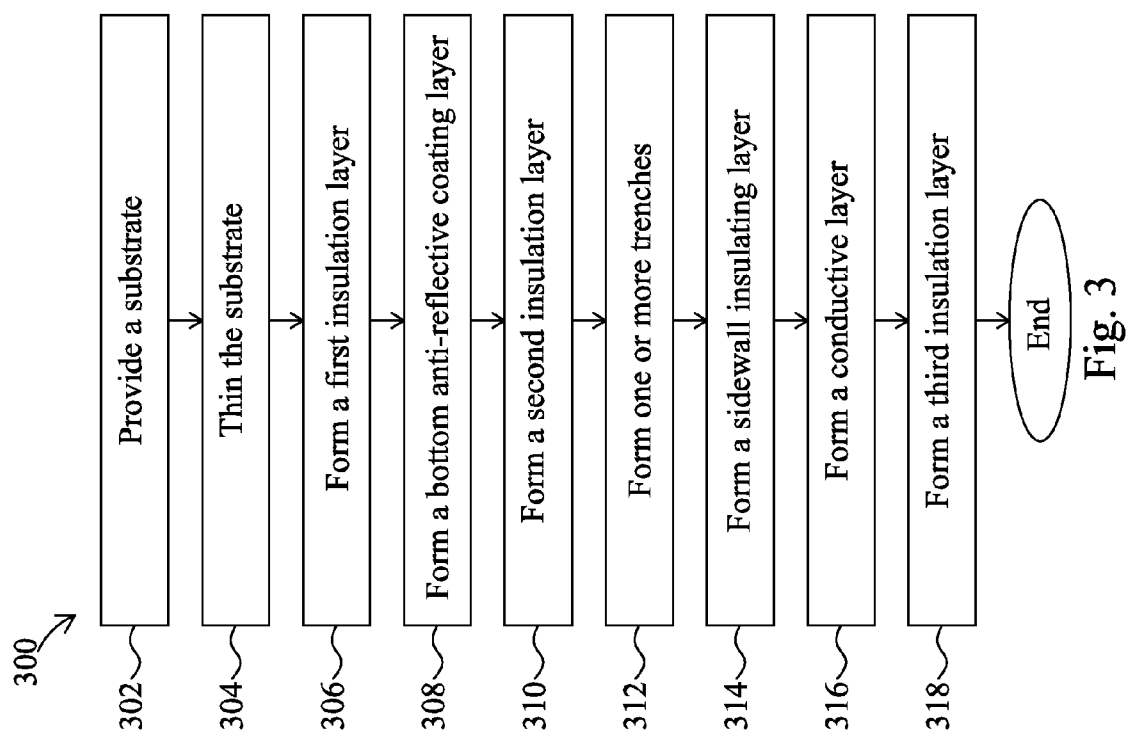 300
302
Provide a substrate
304
Thin the substrate
306
Form a first insulation layer
308
Form a bottom anti-reflective coating layer
310
Form a second insulation layer
312
Form one or more trenches
314
Form a sidewall insulating layer
316
Form a conductive layer
318
Form a third insulation layer
End
Fig. 3